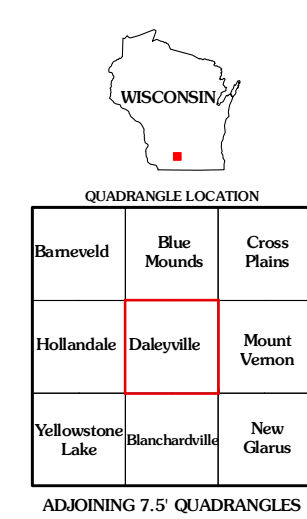 WISCONSIN
QUADRANGLE LOCATION
Barneveld
Blue
Mounds
Cross
Plains
Hollandale
Daleyville
Mount
Vernon
Yellowstone
Lake
Blanchardville
New
Glarus
ADJOINING 7.5' QUADRANGLES